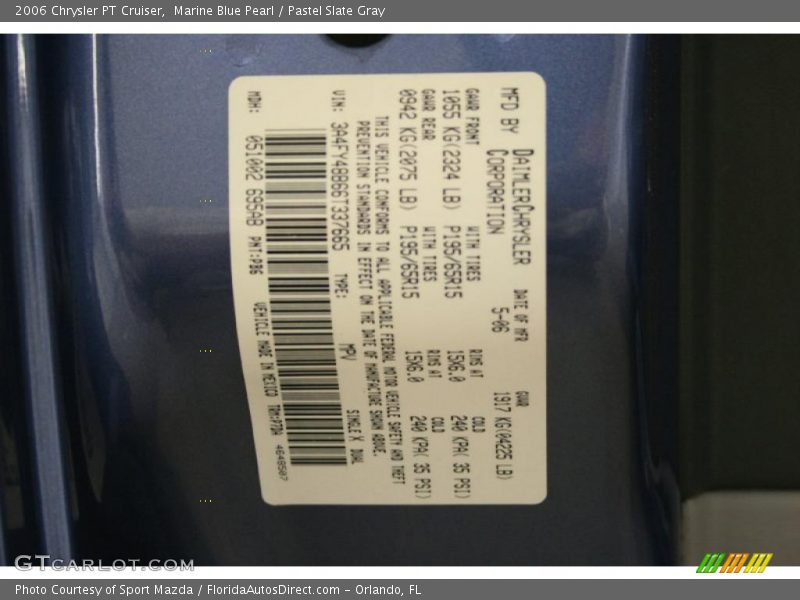 2006 Chrysler PT Cruiser,  Marine Blue Pearl / Pastel Slate Gray
MFD BY DAIMLERCHRYSLER CORPORATION
DATE OF MFR 5-06
GVWR 1917 KG(04225 LB)
GAWR FRONT WITH TIRES RIMS AT COLD
1055 KG(2324 LB) P195/65R15 15X6.0 240 KPA( 35 PSI)
GAWR REAR WITH TIRES RIMS AT COLD
0942 KG(2075 LB) P195/65R15 15X6.0 240 KPA( 35 PSI)
THIS VEHICLE CONFORMS TO ALL APPLICABLE FEDERAL MOTOR VEHICLE SAFETY AND THEFT
PREVENTION STANDARDS IN EFFECT ON THE DATE OF MANUFACTURE SHOWN ABOVE.
VIN: 3A4FY48B66T337665 TYPE: MPV SINGLE X DUAL
MDH: 051002 695AB PNT:PB6 VEHICLE MADE IN MEXICO 4648507
GTCARLOT.COM
Photo Courtesy of Sport Mazda / FloridaAutosDirect.com – Orlando, FL